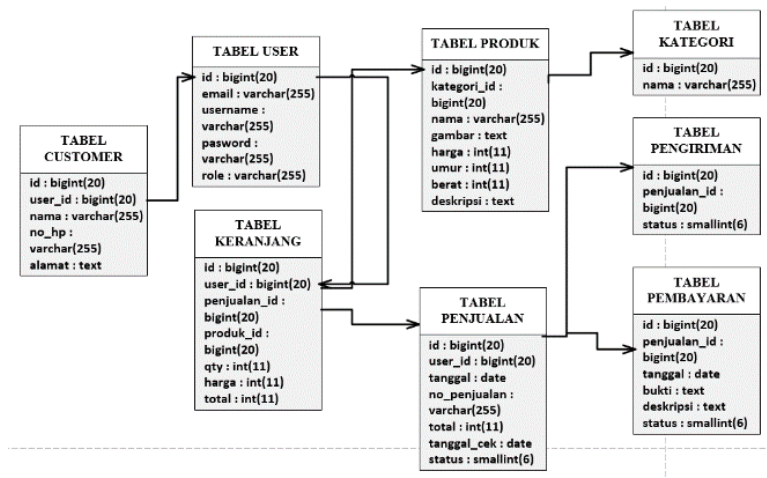 TABEL
CUSTOMER
id : bigint(20)
user_id : bigint(20)
nama : varchar(255)
no_hp :
varchar(255)
alamat : text
TABEL USER
id : bigint(20)
email : varchar(255)
username :
varchar(255)
pasword :
varchar(255)
role : varchar(255)
TABEL
KERANJANG
id : bigint(20)
user_id : bigint(20)
penjualan_id :
bigint(20)
produk_id :
bigint(20)
qty : int(11)
harga : int(11)
total : int(11)
TABEL PRODUK
id : bigint(20)
kategori_id :
bigint(20)
nama : varchar(255)
gambar : text
harga : int(11)
umur : int(11)
berat : int(11)
deskripsi : text
TABEL
PENJUALAN
id : bigint(20)
user_id : bigint(20)
tanggal : date
no_penjualan :
varchar(255)
total : int(11)
tanggal_cek : date
status : smallint(6)
TABEL
KATEGORI
id : bigint(20)
nama : varchar(255)
TABEL
PENGIRIMAN
id : bigint(20)
penjualan_id :
bigint(20)
status : smallint(6)
TABEL
PEMBAYARAN
id : bigint(20)
penjualan_id :
bigint(20)
tanggal : date
bukti : text
deskripsi : text
status : smallint(6)